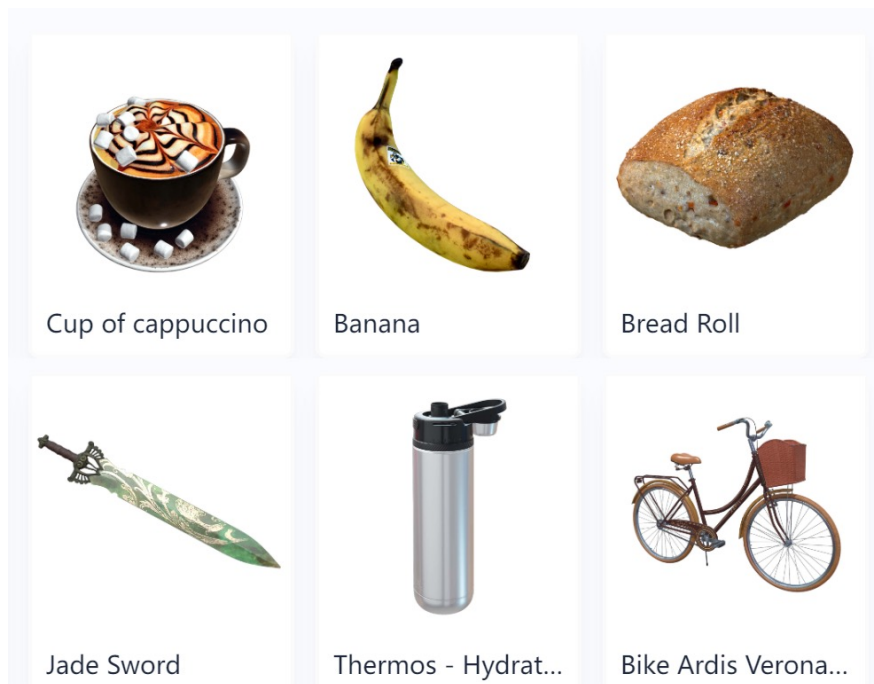 Cup of cappuccino
Banana
Bread Roll
Jade Sword
Thermos - Hydrat...
Bike Ardis Verona...